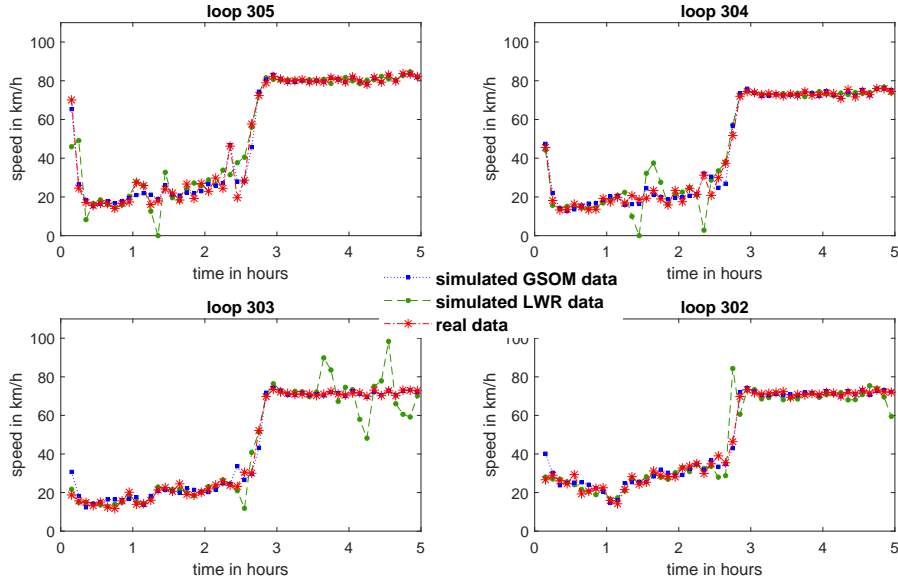 loop 305
loop 304
100
80
60
40
20
0
speed in km/h
0 1 2 3 4 5
time in hours
100
80
60
40
20
0
speed in km/h
0 1 2 3 4 5
time in hours
simulated GSOM data
simulated LWR data
real data
loop 303
loop 302
100
80
60
40
20
0
speed in km/h
0 1 2 3 4 5
time in hours
100
80
60
40
20
0
speed in km/h
0 1 2 3 4 5
time in hours